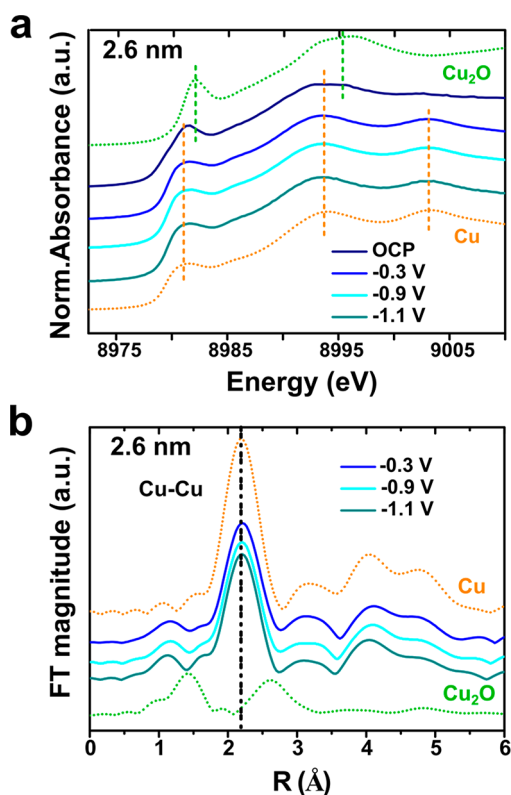 a
2.6 nm
Cu₂O
Cu
OCP
-0.3 V
-0.9 V
-1.1 V
Norm.Absorbance (a.u.)
8975 8985 8995 9005
Energy (eV)
b
2.6 nm
Cu-Cu
-0.3 V
-0.9 V
-1.1 V
Cu
Cu₂O
FT magnitude (a.u.)
0 1 2 3 4 5 6
R (Å)